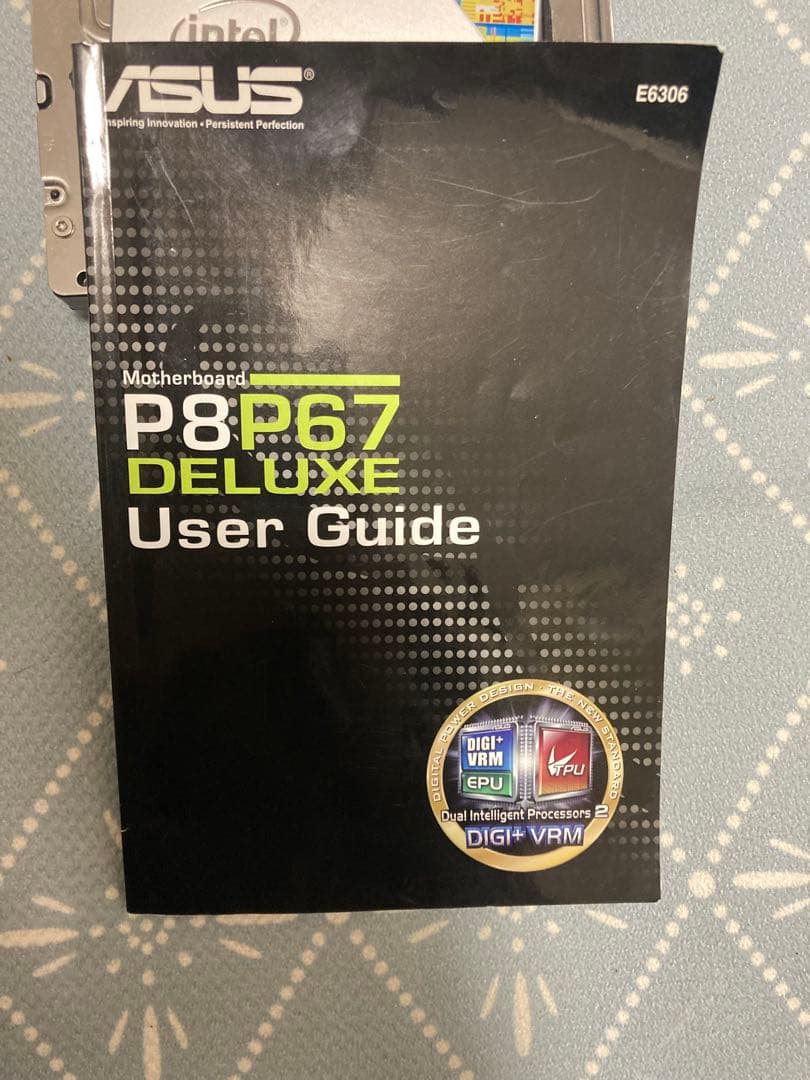 intel
ASUS®
Inspiring Innovation • Persistent Perfection
E6306
Motherboard
P8P67
DELUXE
User Guide
DIGITAL POWER DESIGN · THE NEW STANDARD
DIGI+
VRM
EPU
TPU
Dual Intelligent Processors 2
DIGI+ VRM